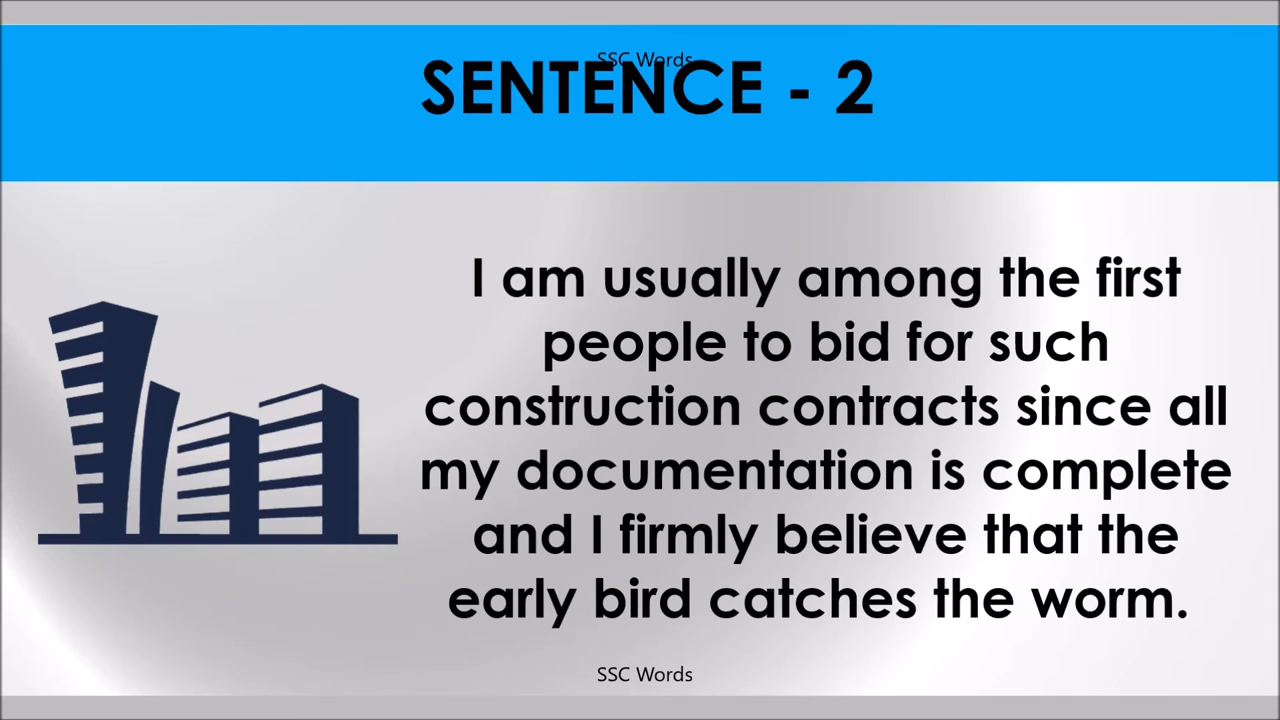 SSC Words
SENTENCE - 2
I am usually among the first
people to bid for such
construction contracts since all
my documentation is complete
and I firmly believe that the
early bird catches the worm.
SSC Words